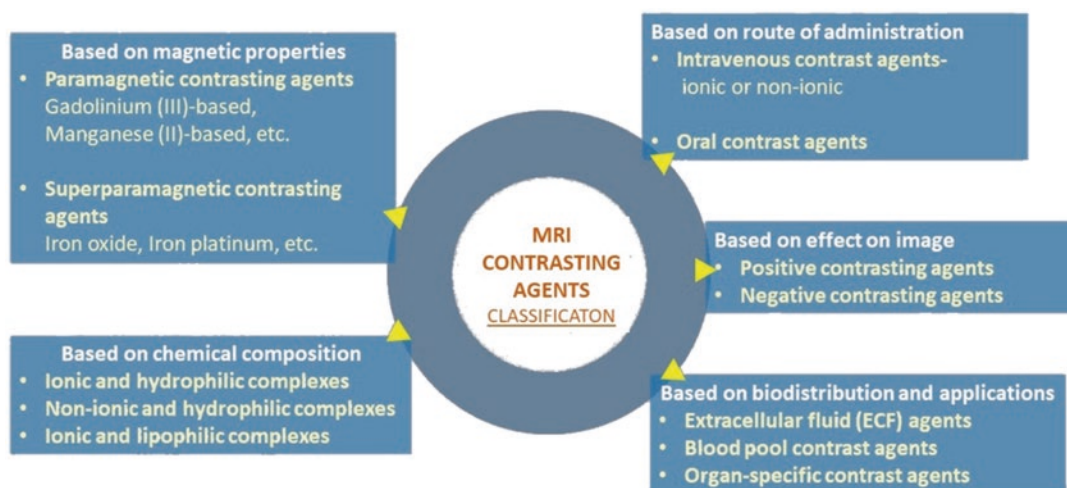 Based on magnetic properties
• Paramagnetic contrasting agents
Gadolinium (III)-based,
Manganese (II)-based, etc.
• Superparamagnetic contrasting
agents
Iron oxide, Iron platinum, etc.
Based on chemical composition
• Ionic and hydrophilic complexes
• Non-ionic and hydrophilic complexes
• Ionic and lipophilic complexes
MRI
CONTRASTING
AGENTS
CLASSIFICATON
Based on route of administration
• Intravenous contrast agents-
ionic or non-ionic
• Oral contrast agents
Based on effect on image
• Positive contrasting agents
• Negative contrasting agents
Based on biodistribution and applications
• Extracellular fluid (ECF) agents
• Blood pool contrast agents
• Organ-specific contrast agents